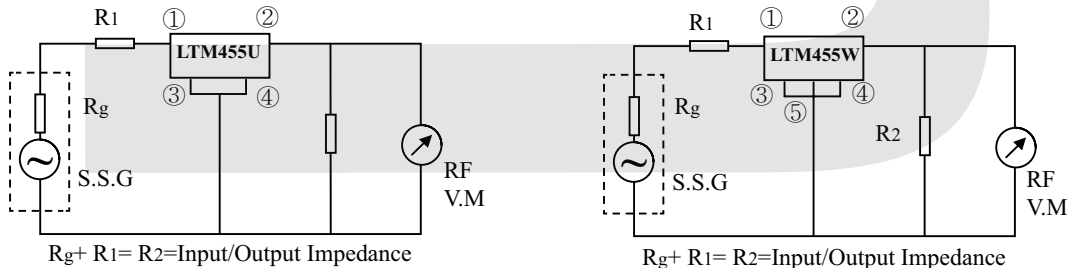 R1 ① ② LTM455U ③ ④
Rg
S.S.G
RF
V.M
Rg+ R1= R2=Input/Output Impedance
R1 ① ② LTM455W ③ ④ ⑤
Rg
R2
S.S.G
RF
V.M
Rg+ R1= R2=Input/Output Impedance